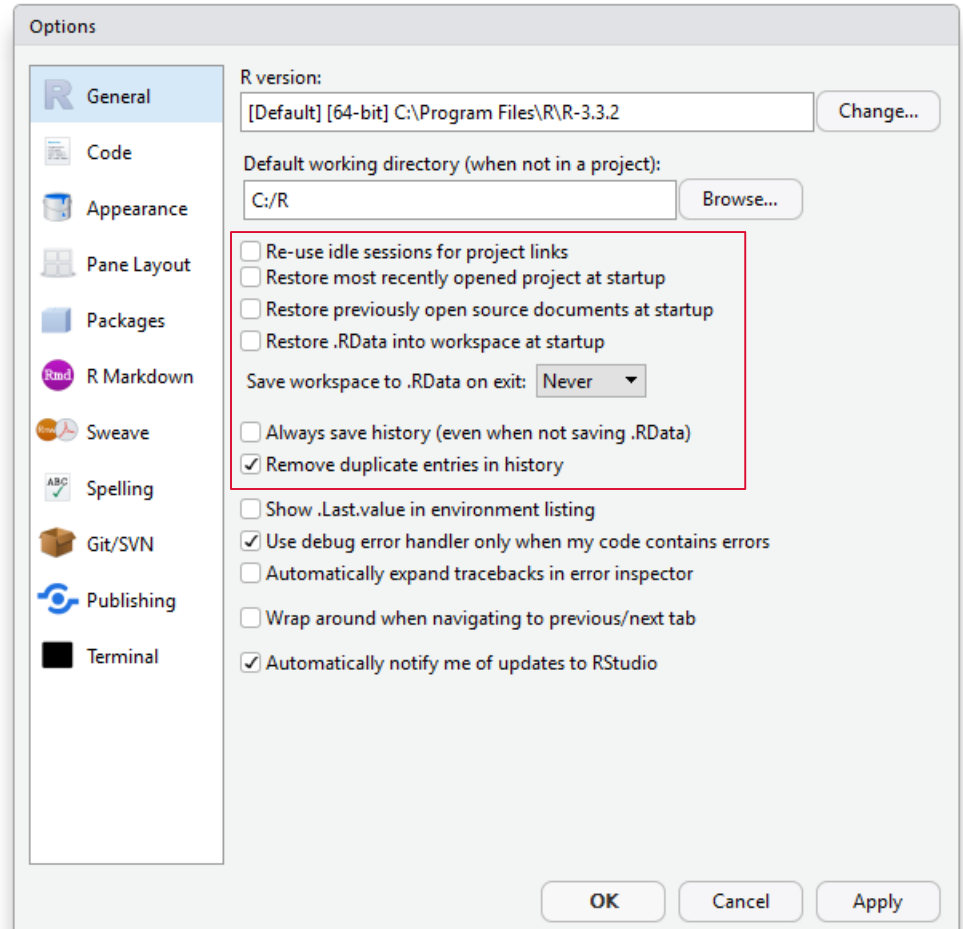 Options
General
Code
Appearance
Pane Layout
Packages
Rmd R Markdown
Rnw Sweave
ABC Spelling
Git/SVN
Publishing
Terminal
R version:
[Default] [64-bit] C:\Program Files\R\R-3.3.2 Change...
Default working directory (when not in a project):
C:/R Browse...
Re-use idle sessions for project links
Restore most recently opened project at startup
Restore previously open source documents at startup
Restore .RData into workspace at startup
Save workspace to .RData on exit: Never
Always save history (even when not saving .RData)
Remove duplicate entries in history
Show .Last.value in environment listing
Use debug error handler only when my code contains errors
Automatically expand tracebacks in error inspector
Wrap around when navigating to previous/next tab
Automatically notify me of updates to RStudio
OK Cancel Apply